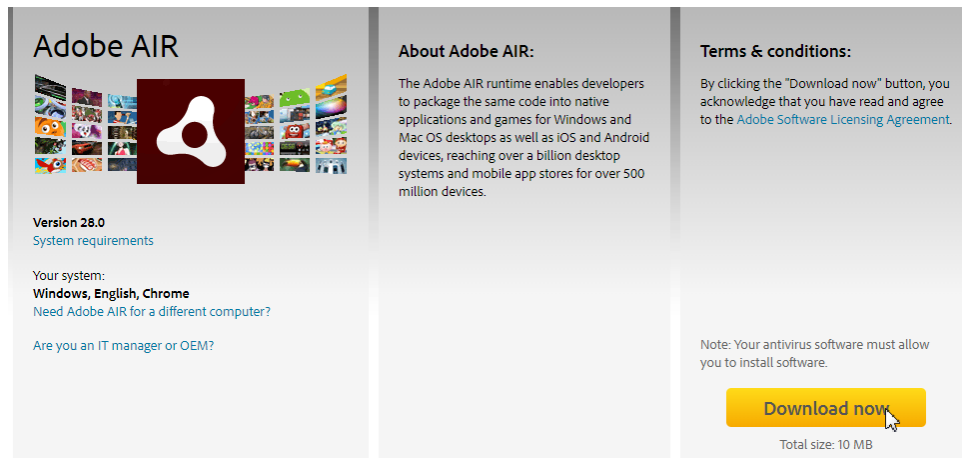 Adobe AIR
Version 28.0
System requirements
Your system:
Windows, English, Chrome
Need Adobe AIR for a different computer?
Are you an IT manager or OEM?
About Adobe AIR:
The Adobe AIR runtime enables developers
to package the same code into native
applications and games for Windows and
Mac OS desktops as well as iOS and Android
devices, reaching over a billion desktop
systems and mobile app stores for over 500
million devices.
Terms & conditions:
By clicking the "Download now" button, you
acknowledge that you have read and agree
to the Adobe Software Licensing Agreement.
Note: Your antivirus software must allow
you to install software.
Download now
Total size: 10 MB